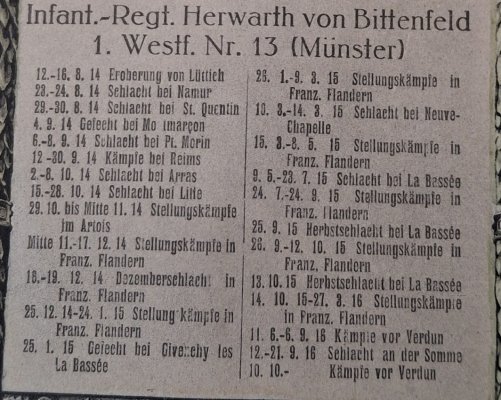 Infant.-Regt. Herwarth von Bittenfeld
1. Westf. Nr. 13 (Münster)
12.-16. 8. 14 Eroberung von Lüttich
23.-24. 8. 14 Schlacht bei Namur
29.-30. 8. 14 Schlacht bei St. Quentin
4. 9. 14 Gefecht bei Montmarçon
6.-8. 9. 14 Schlacht bei Pt. Morin
12.-30. 9. 14 Kämpfe bei Reims
2.-8. 10. 14 Schlacht bei Arras
15.-28. 10. 14 Schlacht bei Lille
29. 10. bis Mitte 11. 14 Stellungskämpfe
im Artois
Mitte 11.-17. 12. 14 Stellungskämpfe in
Franz. Flandern
18.-19. 12. 14 Dezemberschlacht in
Franz. Flandern
25. 12. 14-24. 1. 15 Stellungskämpfe in
Franz. Flandern
25. 1. 15 Gefecht bei Givenchy les
La Bassée
26. 1.-9. 3. 15 Stellungskämpfe in
Franz. Flandern
10. 3.-14. 3. 15 Schlacht bei Neuve-
Chapelle
15. 3.-8. 5. 15 Stellungskämpfe in
Franz. Flandern
9. 5.-23. 7. 15 Schlacht bei La Bassée
24. 7.-24. 9. 15 Stellungskämpfe in
Franz. Flandern
25. 9. 15 Herbstschlacht bei La Bassée
26. 9.-12. 10. 15 Stellungskämpfe in
Franz. Flandern
13. 10. 15 Herbstschlacht bei La Bassée
14. 10. 15-27. 3. 16 Stellungskämpfe
in Franz. Flandern
11. 6.-6. 9. 16 Kämpfe vor Verdun
12.-21. 9. 16 Schlacht an der Somme
10. 10.- Kämpfe vor Verdun